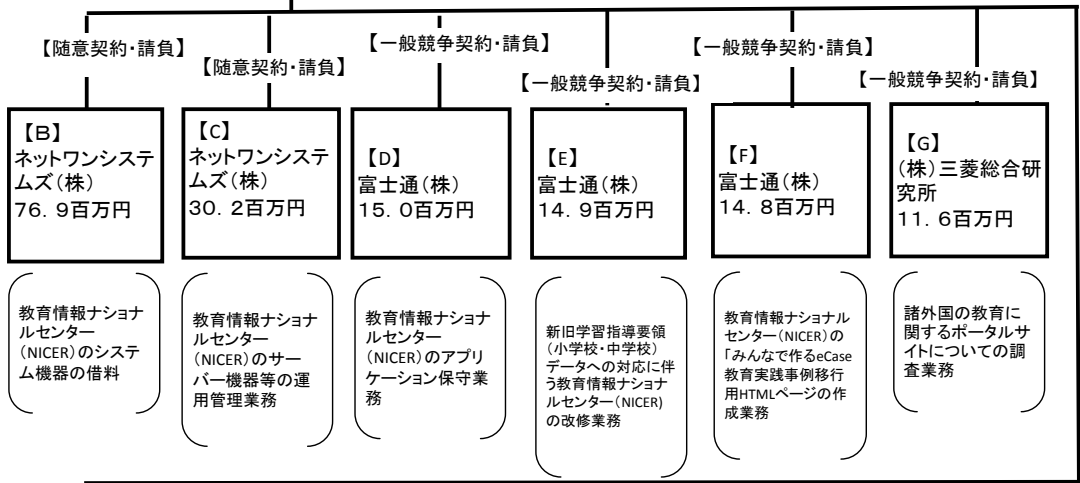 【随意契約・請負】
【随意契約・請負】
【一般競争契約・請負】
【一般競争契約・請負】
【一般競争契約・請負】
【一般競争契約・請負】
【B】
ネットワンシステ
ムズ（株）
７６．９百万円
【C】
ネットワンシステ
ムズ（株）
３０．２百万円
【D】
富士通（株）
１５．０百万円
【E】
富士通（株）
１４．９百万円
【F】
富士通（株）
１４．８百万円
【G】
（株）三菱総合研
究所
１１．６百万円
教育情報ナショナ
ルセンター
（NICER）のシステ
ム機器の借料
教育情報ナショナ
ルセンター
（NICER）のサー
バー機器等の運
用管理業務
教育情報ナショナ
ルセンター
（NICER）のアプリ
ケーション保守業
務
新旧学習指導要領
（小学校・中学校）
データへの対応に伴
う教育情報ナショナ
ルセンター（NICER）
の改修業務
教育情報ナショナル
センター（NICER）の
「みんなで作るeCase
教育実践事例移行
用HTMLページの作
成業務
諸外国の教育に
関するポータルサ
イトについての調
査業務